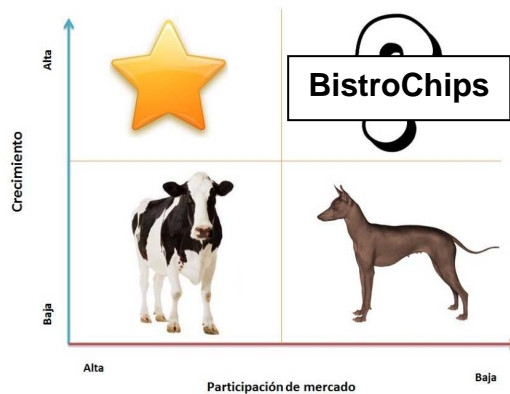 Alta
BistroChips
Crecimiento
Baja
Alta
Baja
Participación de mercado